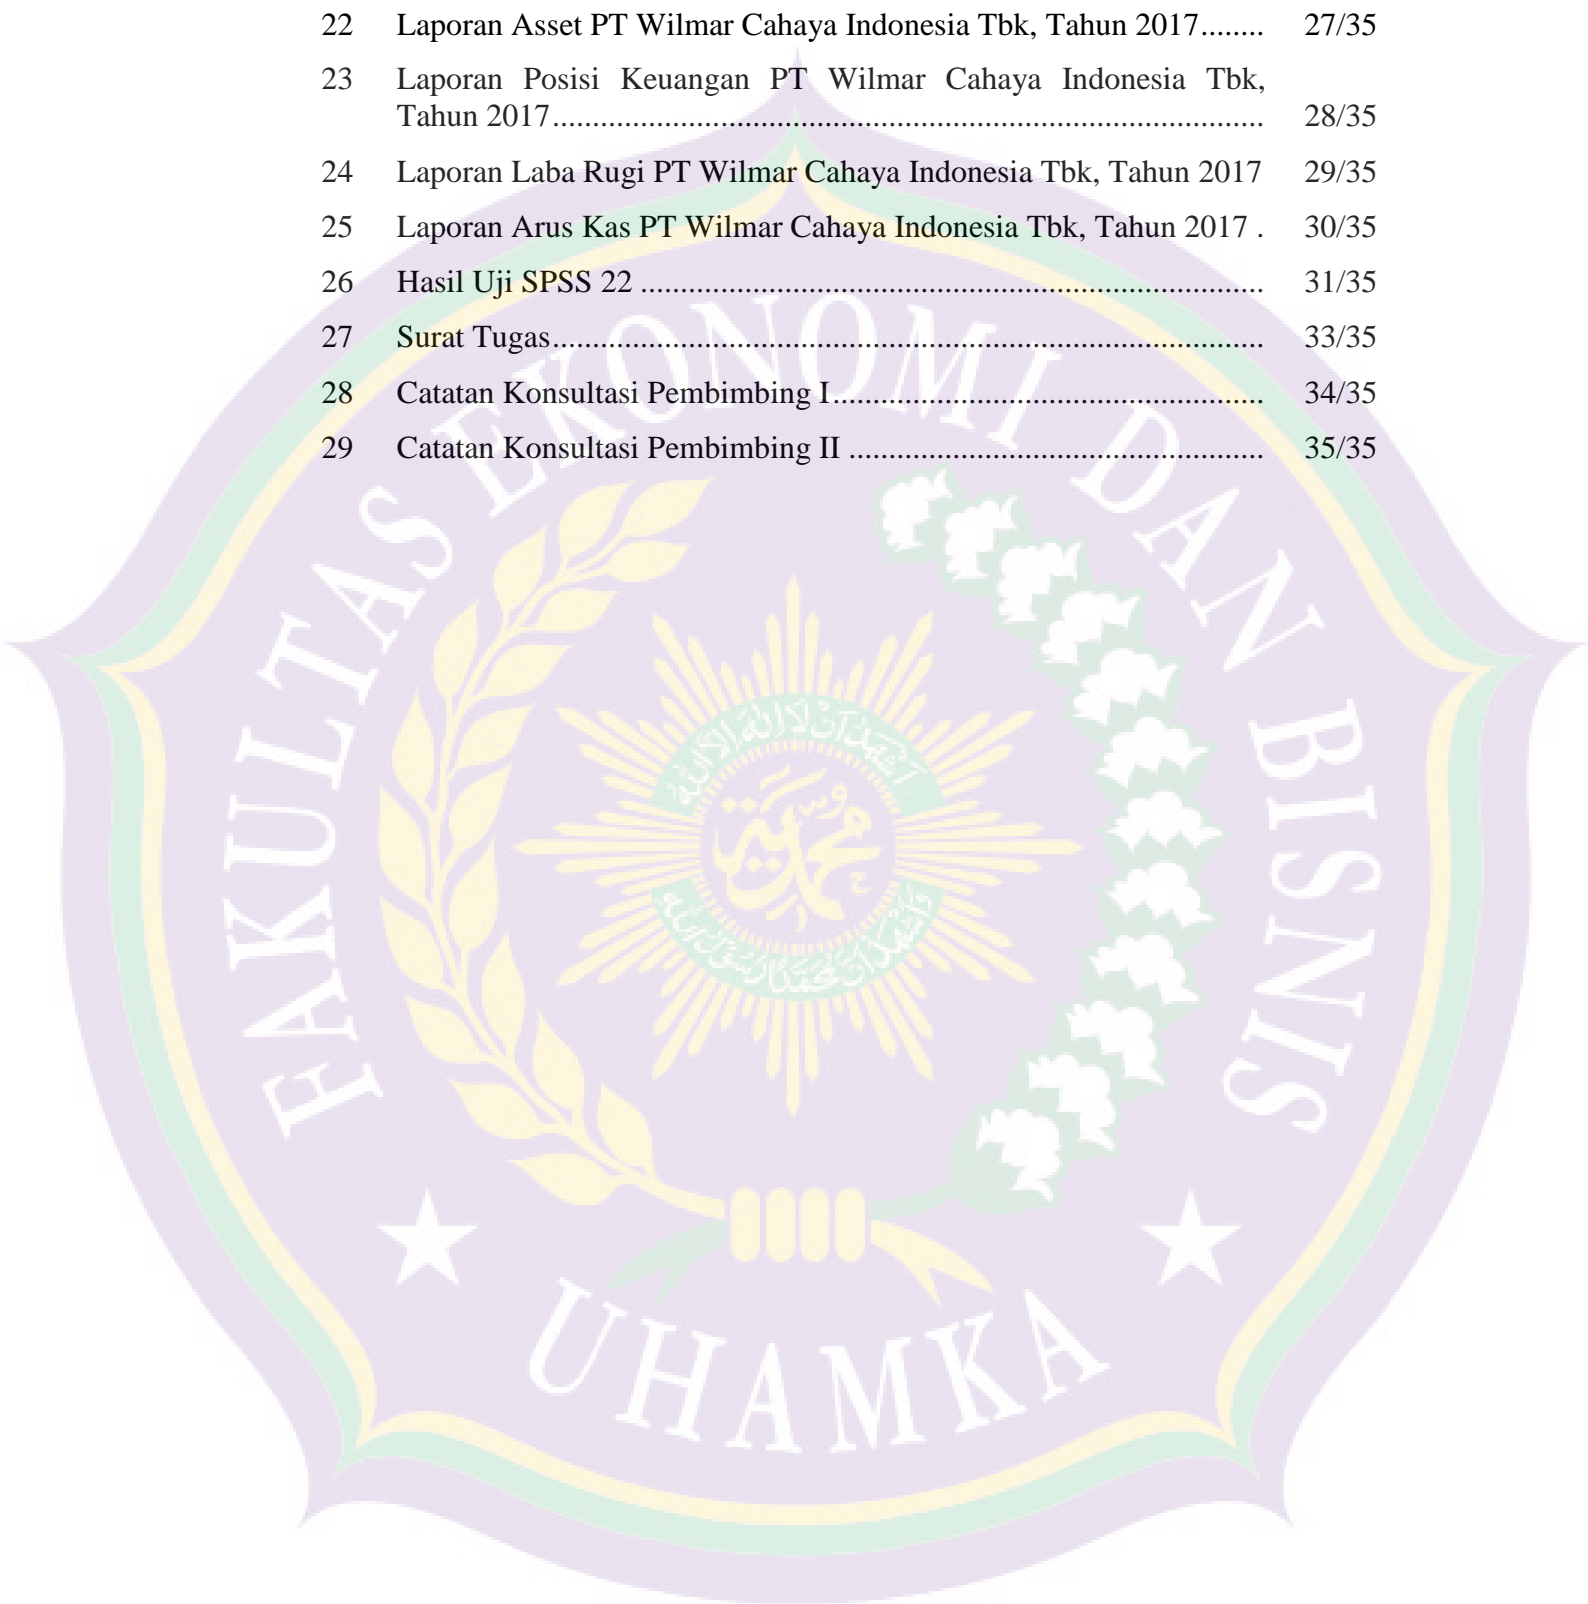 22 Laporan Asset PT Wilmar Cahaya Indonesia Tbk, Tahun 2017........ 27/35
23 Laporan Posisi Keuangan PT Wilmar Cahaya Indonesia Tbk,
Tahun 2017......................................................................................... 28/35
24 Laporan Laba Rugi PT Wilmar Cahaya Indonesia Tbk, Tahun 2017 29/35
25 Laporan Arus Kas PT Wilmar Cahaya Indonesia Tbk, Tahun 2017 . 30/35
26 Hasil Uji SPSS 22 .............................................................................. 31/35
27 Surat Tugas......................................................................................... 33/35
28 Catatan Konsultasi Pembimbing I...................................................... 34/35
29 Catatan Konsultasi Pembimbing II .................................................... 35/35
FAKULTAS EKONOMI DAN BISNIS
UHAMKA
محمدية